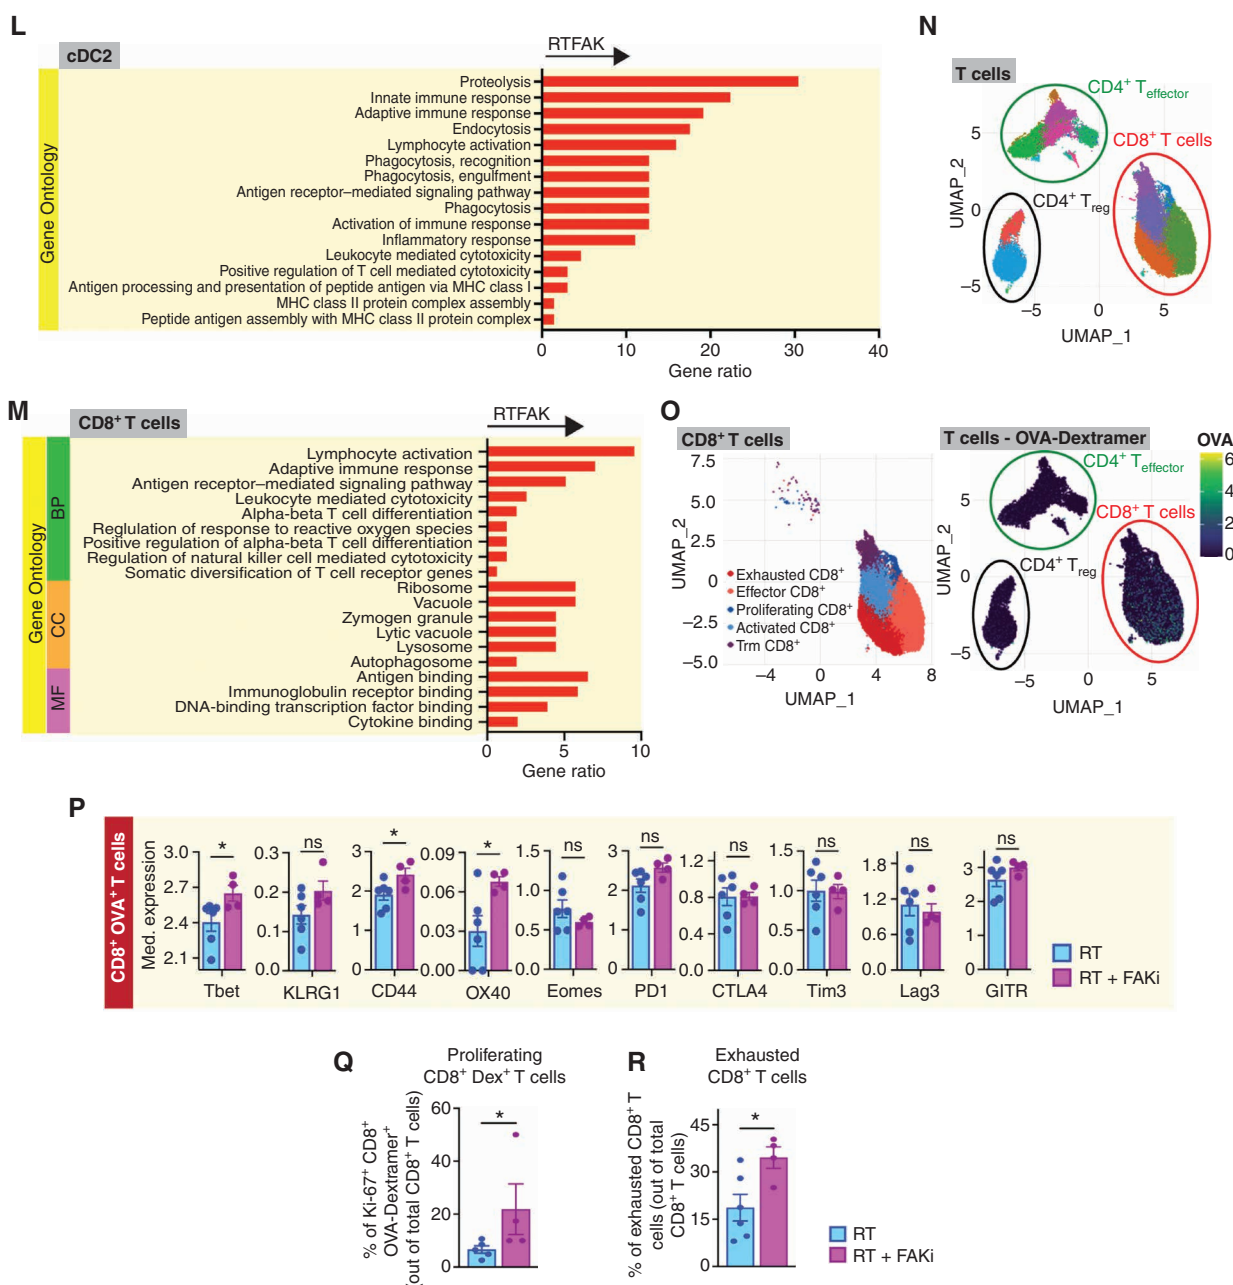 L
cDC2
RTFAK
Gene Ontology
Proteolysis
Innate immune response
Adaptive immune response
Endocytosis
Lymphocyte activation
Phagocytosis, recognition
Phagocytosis, engulfment
Antigen receptor–mediated signaling pathway
Phagocytosis
Activation of immune response
Inflammatory response
Leukocyte mediated cytotoxicity
Positive regulation of T cell mediated cytotoxicity
Antigen processing and presentation of peptide antigen via MHC class I
MHC class II protein complex assembly
Peptide antigen assembly with MHC class II protein complex
0 10 20 30 40
Gene ratio
N
T cells
CD4+ Teffector
CD8+ T cells
CD4+ Treg
UMAP_2
5
0
−5
−5 0 5
UMAP_1
M
CD8+ T cells
RTFAK
Gene Ontology
BP
CC
MF
Lymphocyte activation
Adaptive immune response
Antigen receptor–mediated signaling pathway
Leukocyte mediated cytotoxicity
Alpha-beta T cell differentiation
Reglulation of response to reactive oxygen species
Positive regulation of alpha-beta T cell differentiation
Regulation of natural killer cell mediated cytotoxicity
Somatic diversification of T cell receptor genes
Ribosome
Vacuole
Zymogen granule
Lytic vacuole
Lysosome
Autophagosome
Antigen binding
Immunoglobulin receptor binding
DNA-binding transcription factor binding
Cytokine binding
0 5 10
Gene ratio
O
CD8+ T cells
UMAP_2
7.5
5.0
2.5
0
−2.5
−5.0
Exhausted CD8+
Effector CD8+
Proliferating CD8+
Activated CD8+
Trm CD8+
−4 0 4 8
UMAP_1
T cells - OVA-Dextramer
CD4+ Teffector
CD8+ T cells
CD4+ Treg
UMAP_2
5
0
−5
−5 0 5
UMAP_1
OVA
6
4
2
0
P
CD8+ OVA+ T cells
Med. expression
3.0
2.7
2.4
2.1
*
Tbet
0.3
0.2
0.1
0.0
ns
KLRG1
3
2
1
0
*
CD44
0.09
0.06
0.03
0.00
*
OX40
1.5
1.0
0.5
0.0
ns
Eomes
3
2
1
0
ns
PD1
1.2
0.8
0.4
0.0
ns
CTLA4
1.5
1.0
0.5
0.0
ns
Tim3
1.8
1.2
0.6
0.0
ns
Lag3
3
2
1
0
ns
GITR
RT
RT + FAKi
Q
Proliferating
CD8+ Dex+ T cells
% of Ki-67+ CD8+
OVA-Dextramer+
(out of total CD8+ T cells)
60
40
20
0
*
R
Exhausted
CD8+ T cells
% of exhausted CD8+ T
cells (out of total
CD8+ T cells)
45
30
15
0
*
RT
RT + FAKi